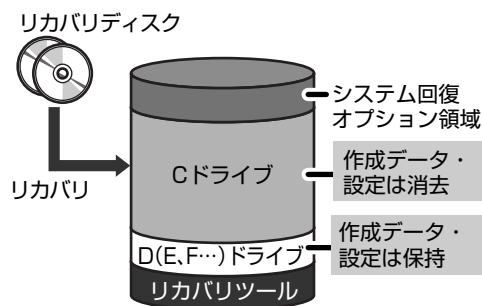 リカバリディスク
システム回復
オプション領域
Cドライブ
作成データ・
設定は消去
リカバリ
D(E、F…)ドライブ
作成データ・
設定は保持
リカバリツール